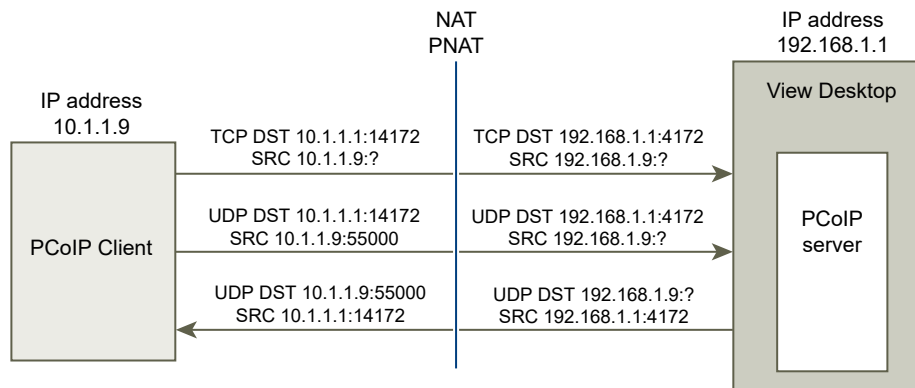 NAT
PNAT
IP address
192.168.1.1
View Desktop
IP address
10.1.1.9
TCP DST 10.1.1.1:14172
SRC 10.1.1.9:?
TCP DST 192.168.1.1:4172
SRC 192.168.1.9:?
PCoIP Client
UDP DST 10.1.1.1:14172
SRC 10.1.1.9:55000
UDP DST 192.168.1.1:4172
SRC 192.168.1.9:?
PCoIP
server
UDP DST 10.1.1.9:55000
SRC 10.1.1.1:14172
UDP DST 192.168.1.9:?
SRC 192.168.1.1:4172